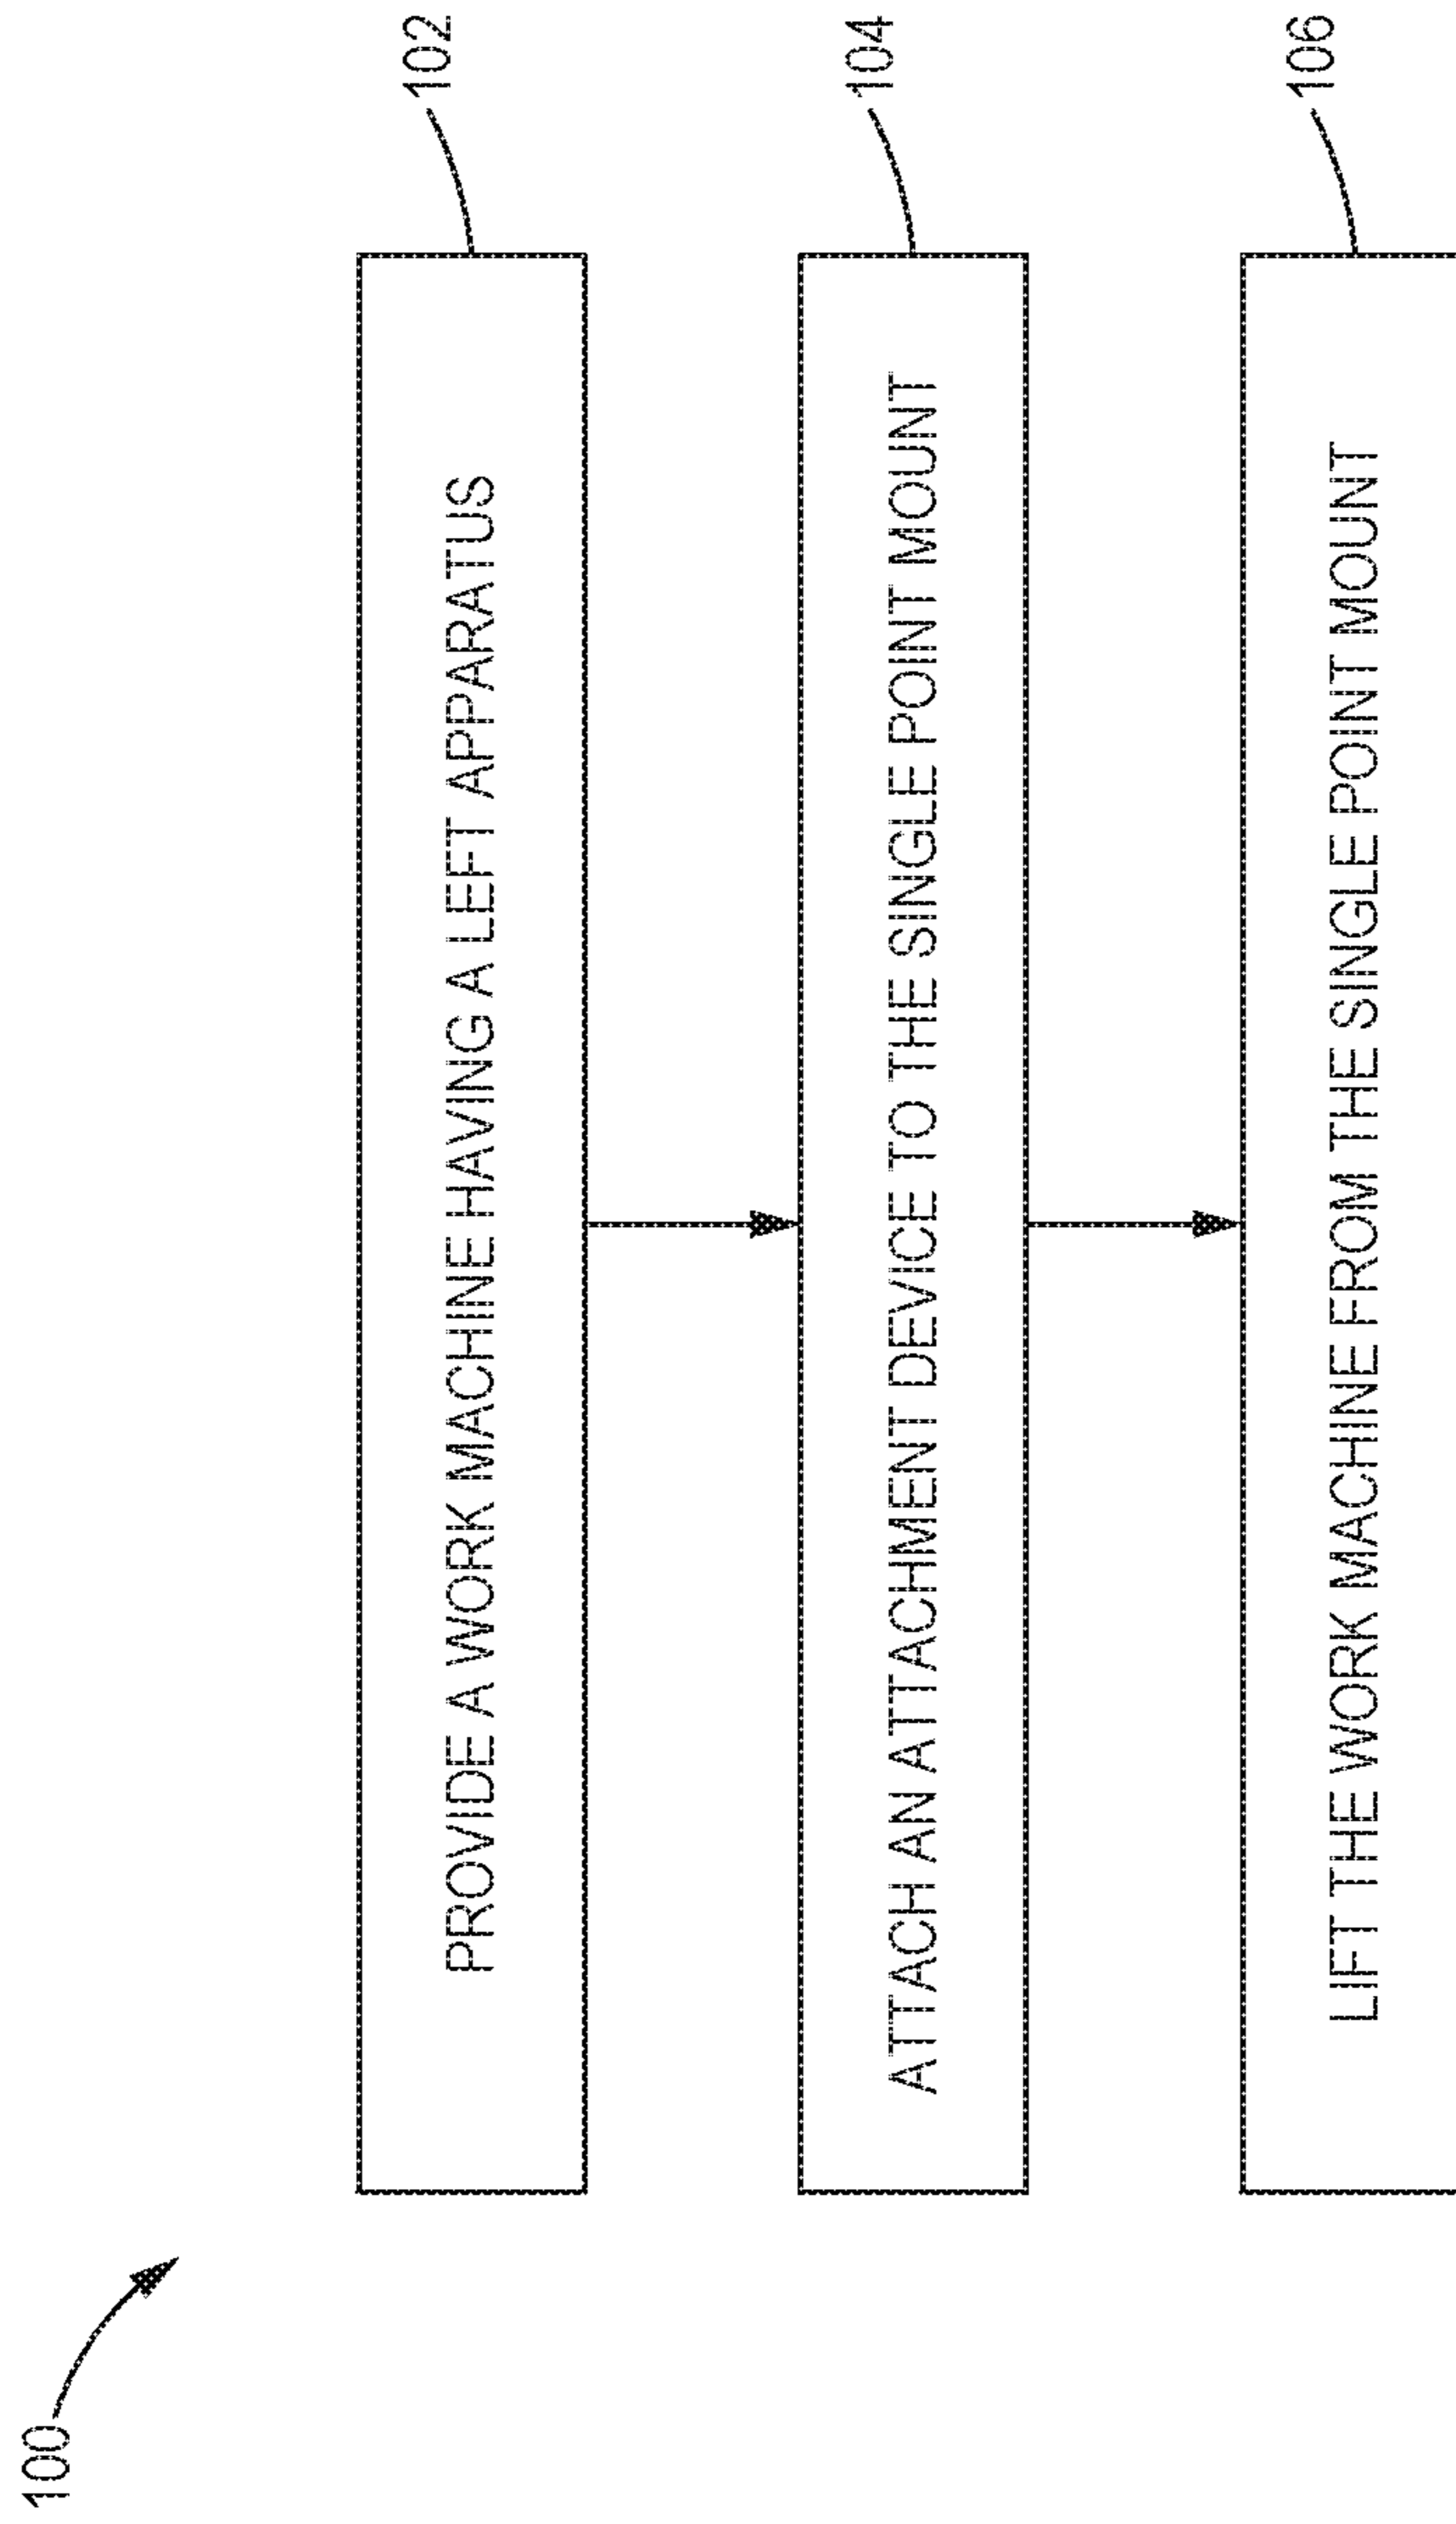 100
PROVIDE A WORK MACHINE HAVING A LEFT APPARATUS
102
ATTACH AN ATTACHMENT DEVICE TO THE SINGLE POINT MOUNT
104
LIFT THE WORK MACHINE FROM THE SINGLE POINT MOUNT
106